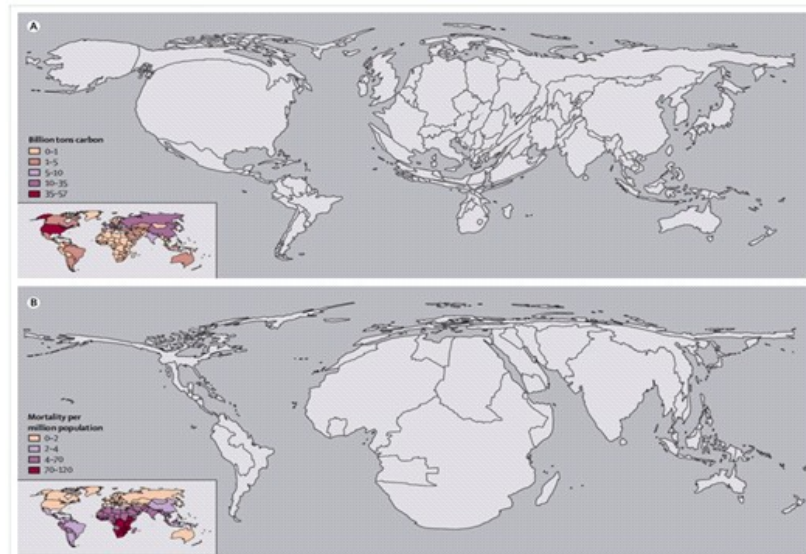 A
Billion tons carbon
0–1
1–5
5–10
10–35
35–57
B
Mortality per
million population
0–2
2–4
4–70
70–120